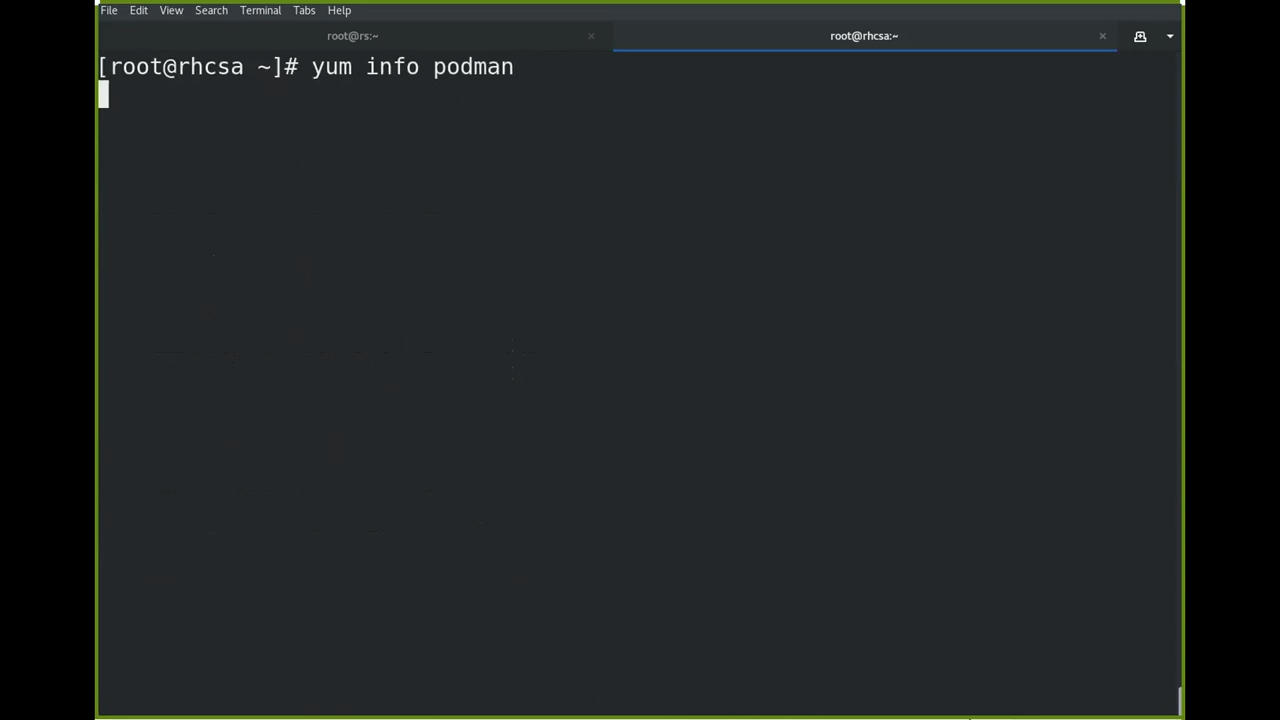 File Edit View Search Terminal Tabs Help
root@rs:~ × root@rhcsa:~ ×
[root@rhcsa ~]# yum info podman